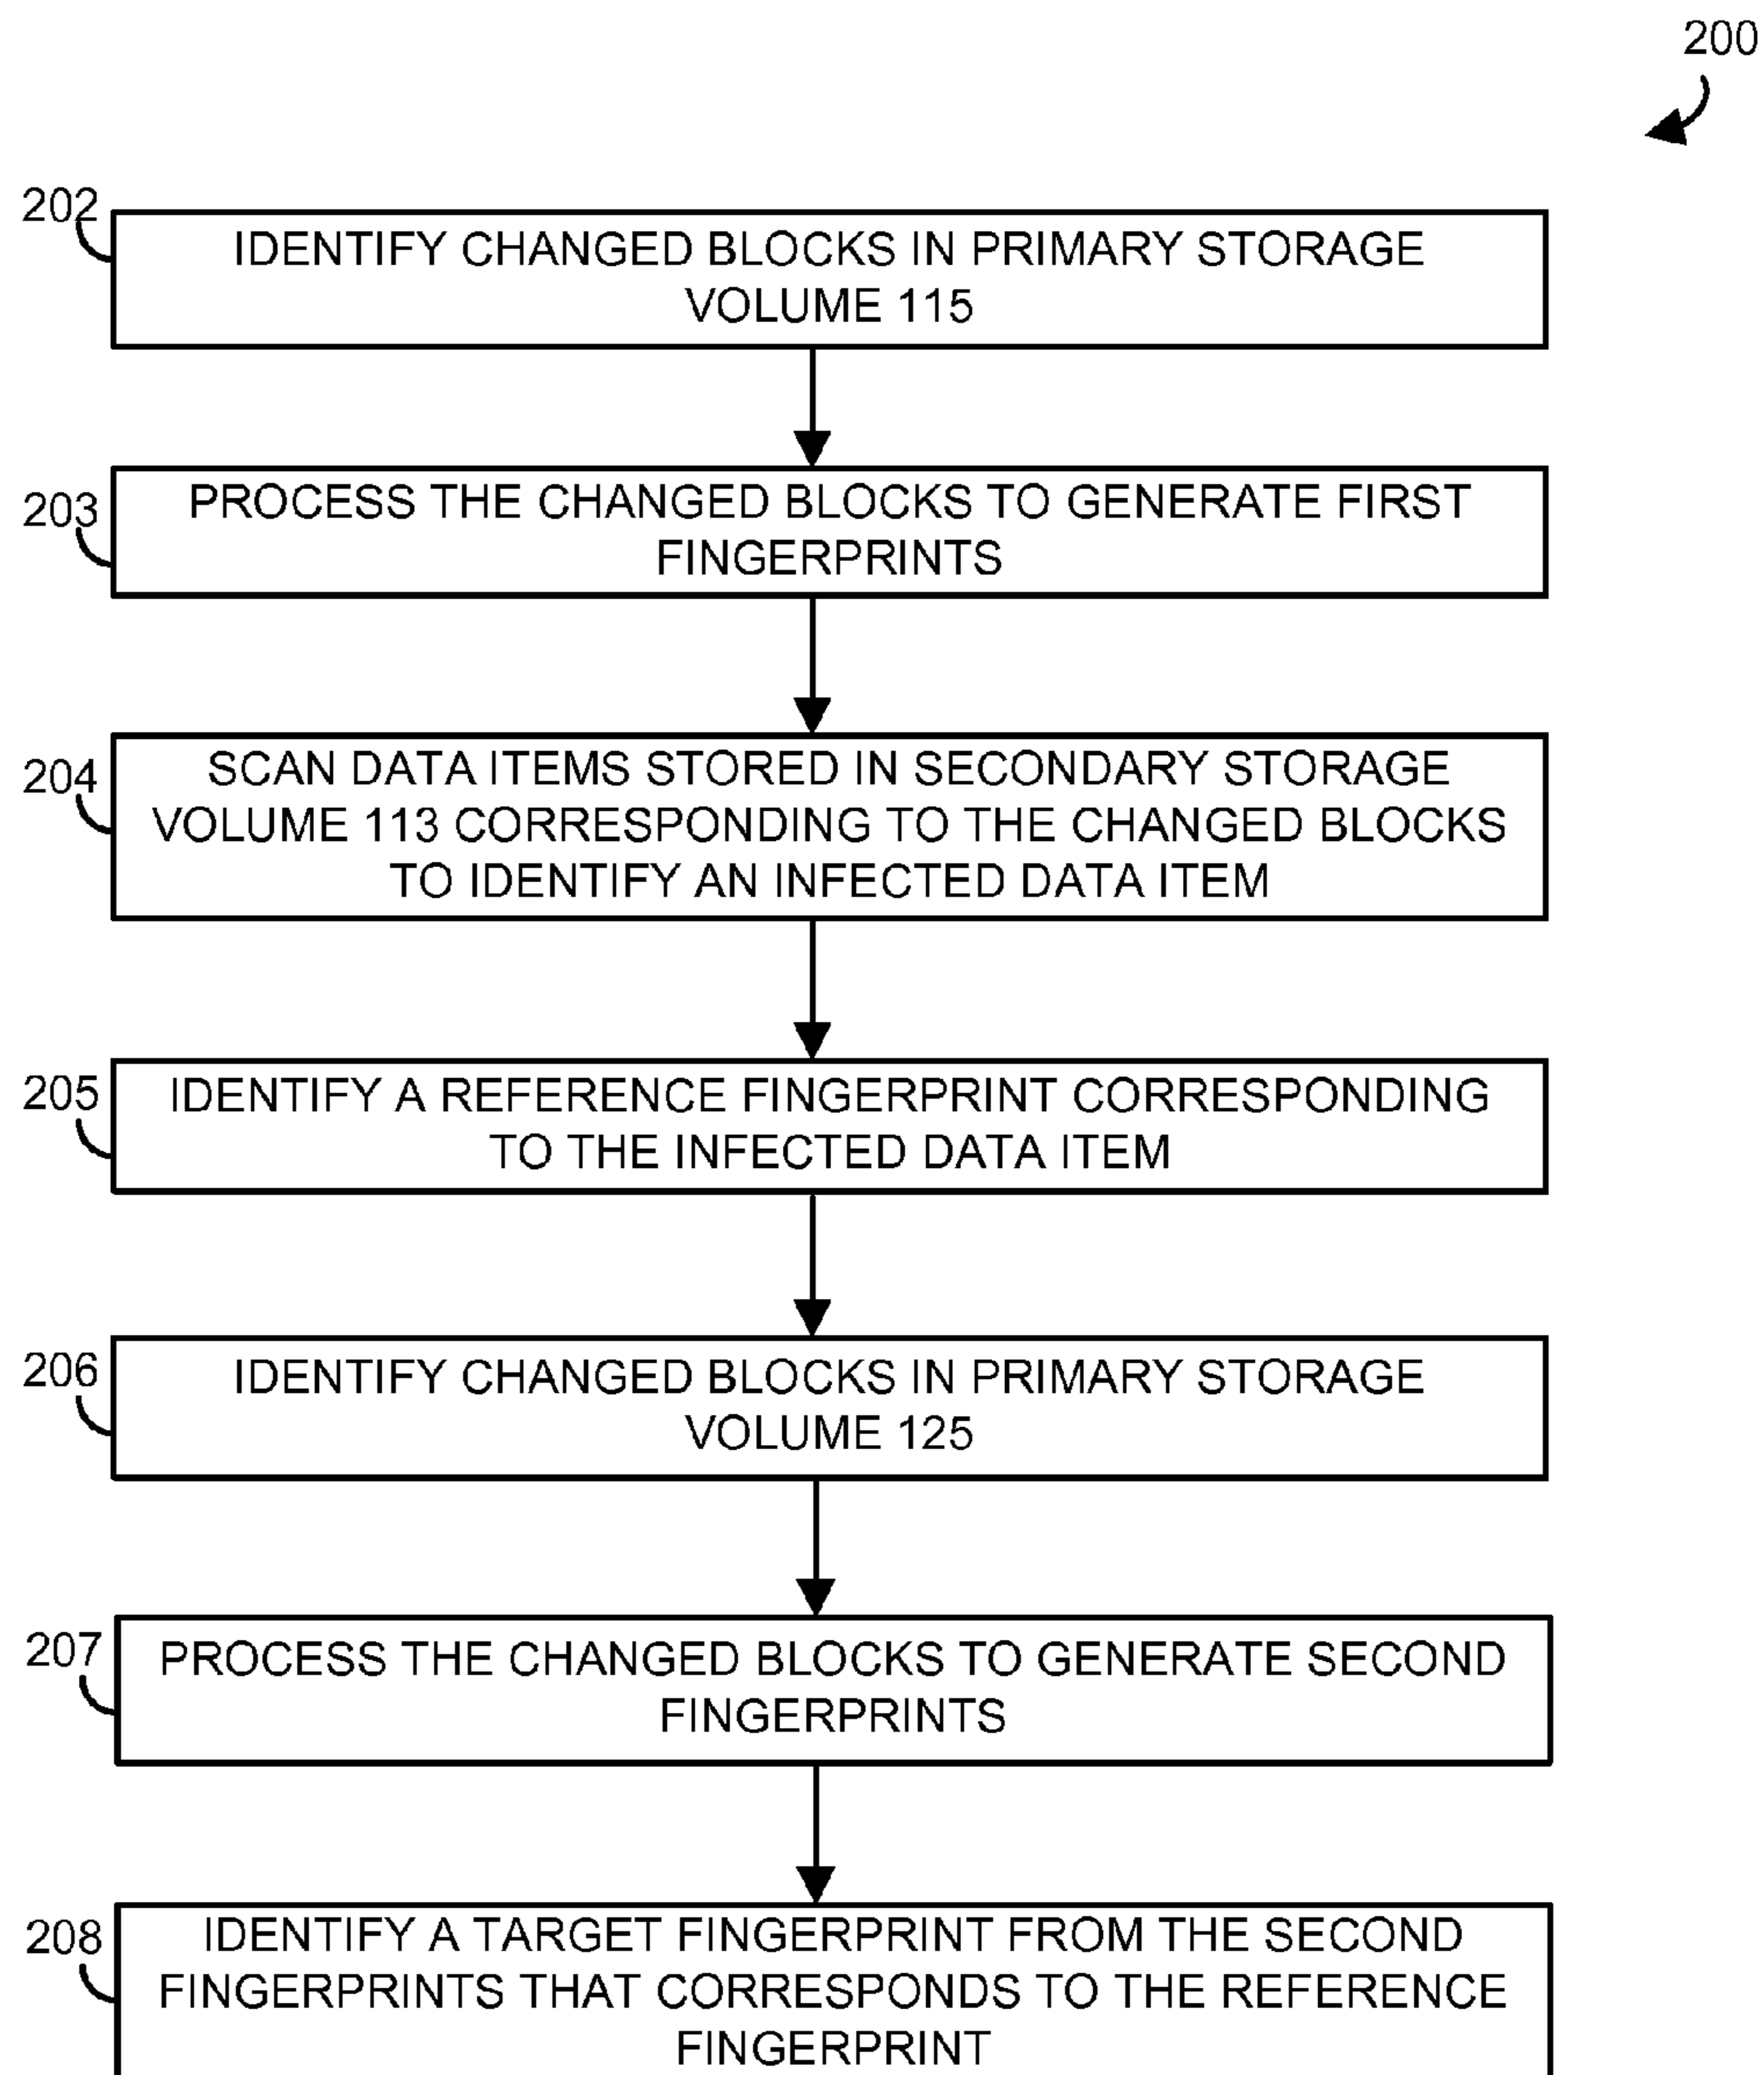 200
202
IDENTIFY CHANGED BLOCKS IN PRIMARY STORAGE
VOLUME 115
203
PROCESS THE CHANGED BLOCKS TO GENERATE FIRST
FINGERPRINTS
204
SCAN DATA ITEMS STORED IN SECONDARY STORAGE
VOLUME 113 CORRESPONDING TO THE CHANGED BLOCKS
TO IDENTIFY AN INFECTED DATA ITEM
205
IDENTIFY A REFERENCE FINGERPRINT CORRESPONDING
TO THE INFECTED DATA ITEM
206
IDENTIFY CHANGED BLOCKS IN PRIMARY STORAGE
VOLUME 125
207
PROCESS THE CHANGED BLOCKS TO GENERATE SECOND
FINGERPRINTS
208
IDENTIFY A TARGET FINGERPRINT FROM THE SECOND
FINGERPRINTS THAT CORRESPONDS TO THE REFERENCE
FINGERPRINT